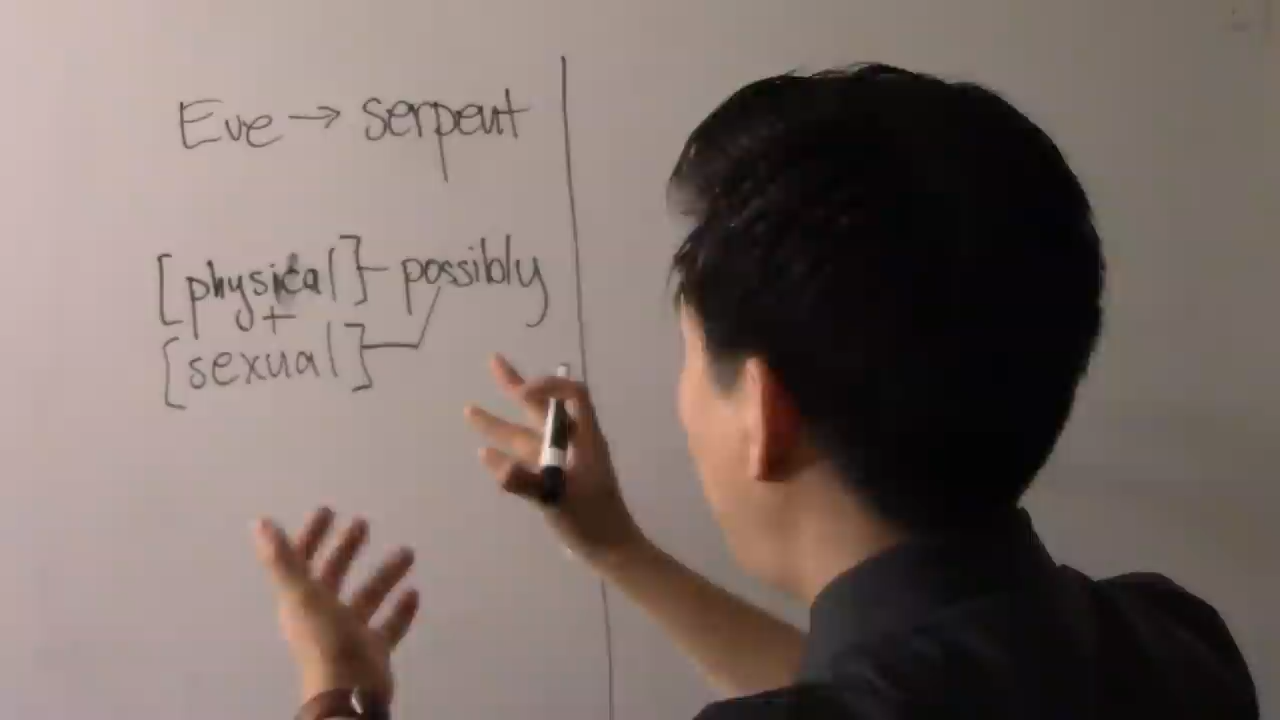 Eve → serpent
[physical] - possibly
+
[sexual]